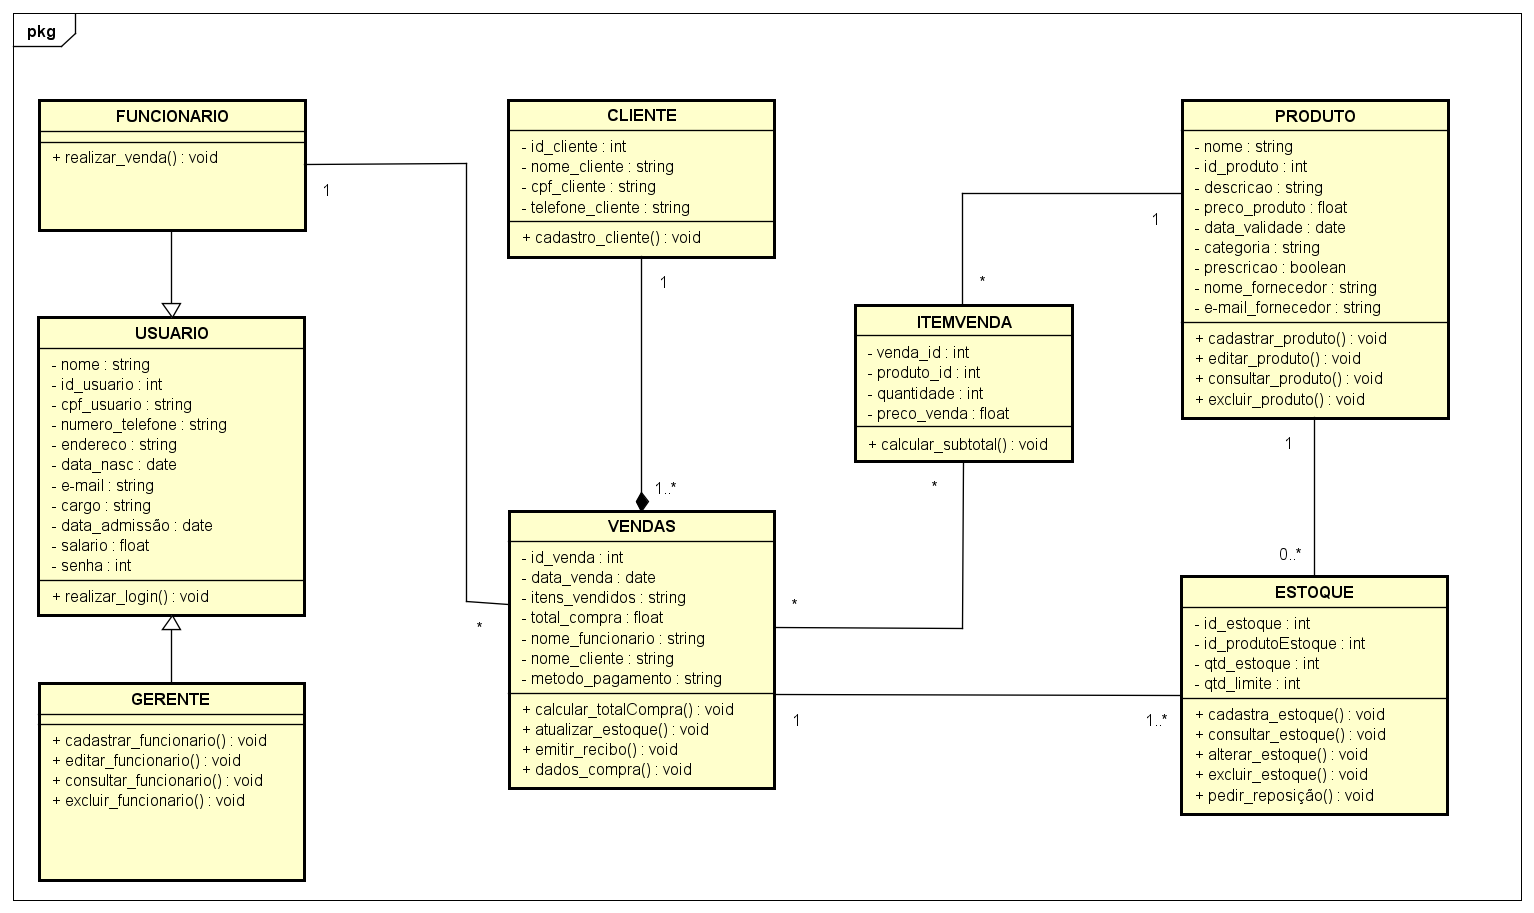 pkg
FUNCIONARIO
+ realizar_venda() : void
1
CLIENTE
- id_cliente : int
- nome_cliente : string
- cpf_cliente : string
- telefone_cliente : string
+ cadastro_cliente() : void
1
PRODUTO
- nome : string
- id_produto : int
- descricao : string
- preco_produto : float
- data_validade : date
- categoria : string
- prescricao : boolean
- nome_fornecedor : string
- e-mail_fornecedor : string
+ cadastrar_produto() : void
+ editar_produto() : void
+ consultar_produto() : void
+ excluir_produto() : void
1
*
1
ITEMVENDA
- venda_id : int
- produto_id : int
- quantidade : int
- preco_venda : float
+ calcular_subtotal() : void
*
USUARIO
- nome : string
- id_usuario : int
- cpf_usuario : string
- numero_telefone : string
- endereco : string
- data_nasc : date
- e-mail : string
- cargo : string
- data_admissão : date
- salario : float
- senha : int
+ realizar_login() : void
1..*
VENDAS
- id_venda : int
- data_venda : date
- itens_vendidos : string
- total_compra : float
- nome_funcionario : string
- nome_cliente : string
- metodo_pagamento : string
+ calcular_totalCompra() : void
+ atualizar_estoque() : void
+ emitir_recibo() : void
+ dados_compra() : void
*
*
1
1..*
0..*
ESTOQUE
- id_estoque : int
- id_produtoEstoque : int
- qtd_estoque : int
- qtd_limite : int
+ cadastra_estoque() : void
+ consultar_estoque() : void
+ alterar_estoque() : void
+ excluir_estoque() : void
+ pedir_reposição() : void
GERENTE
+ cadastrar_funcionario() : void
+ editar_funcionario() : void
+ consultar_funcionario() : void
+ excluir_funcionario() : void